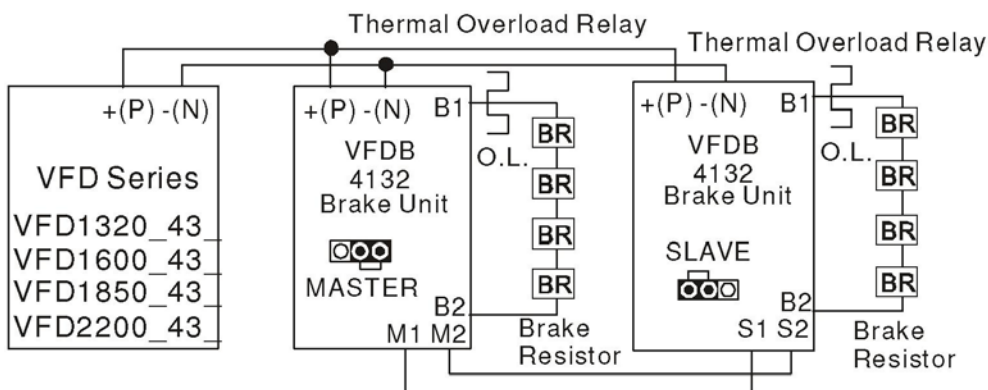 Thermal Overload Relay
Thermal Overload Relay
+(P) -(N)
VFD Series
VFD1320_43_
VFD1600_43_
VFD1850_43_
VFD2200_43_
+(P) -(N) B1
VFDB
4132
Brake Unit
MASTER
B2
M1 M2
O.L.
BR
BR
BR
BR
Brake
Resistor
+(P) -(N) B1
VFDB
4132
Brake Unit
SLAVE
B2
S1 S2
O.L.
BR
BR
BR
BR
Brake
Resistor